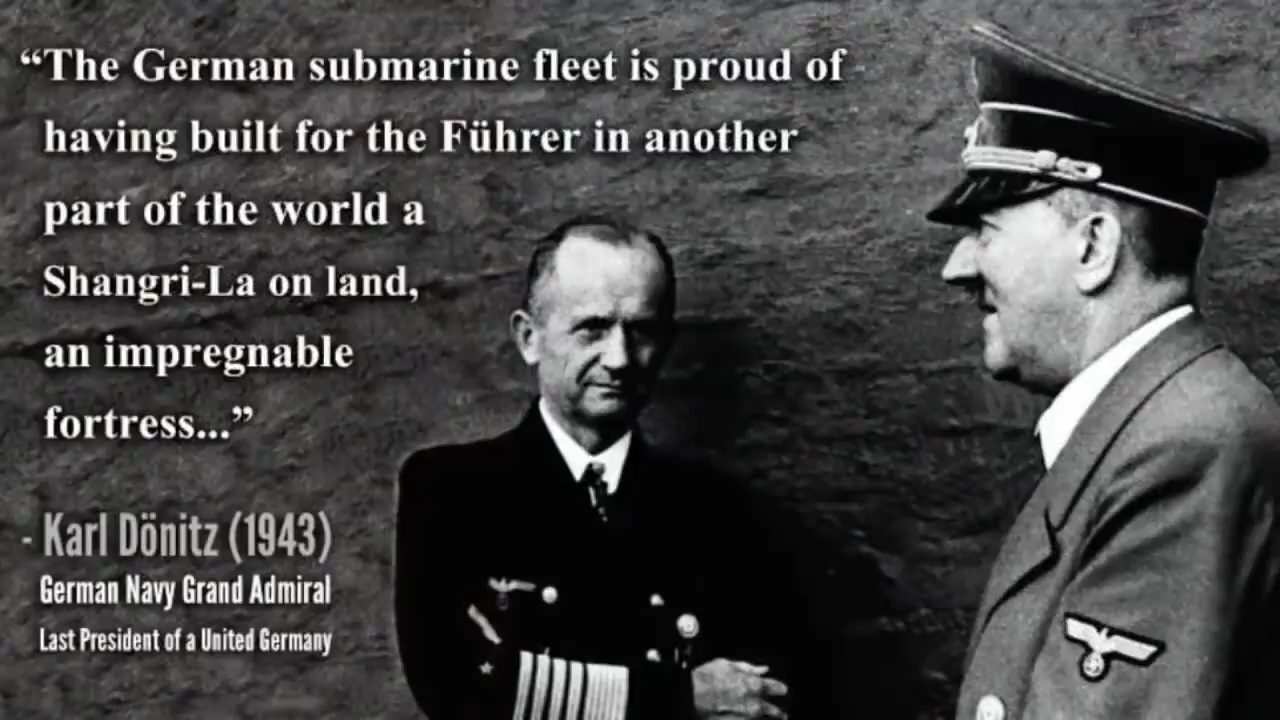 “The German submarine fleet is proud of
having built for the Führer in another
part of the world a
Shangri-La on land,
an impregnable
fortress...”
- Karl Dönitz (1943)
German Navy Grand Admiral
Last President of a United Germany